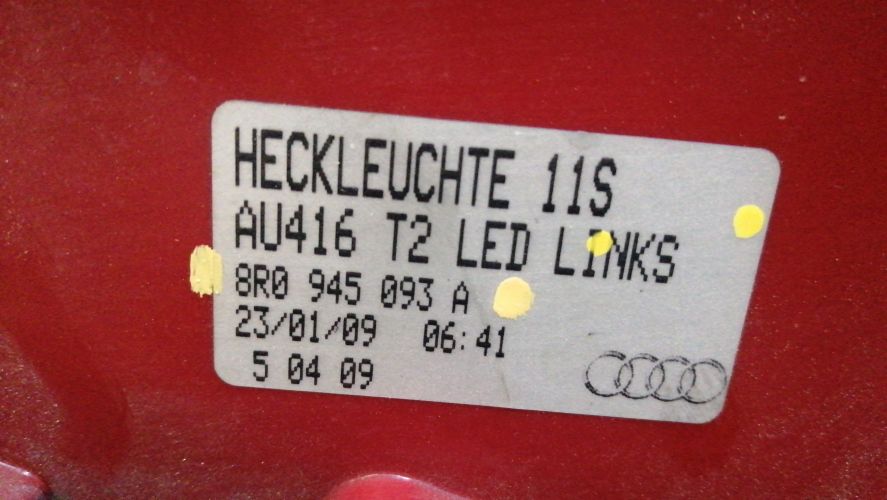 HECKLEUCHTE 11S
AU416 T2 LED LINKS
8R0 945 093 A
23/01/09 06:41
5 04 09